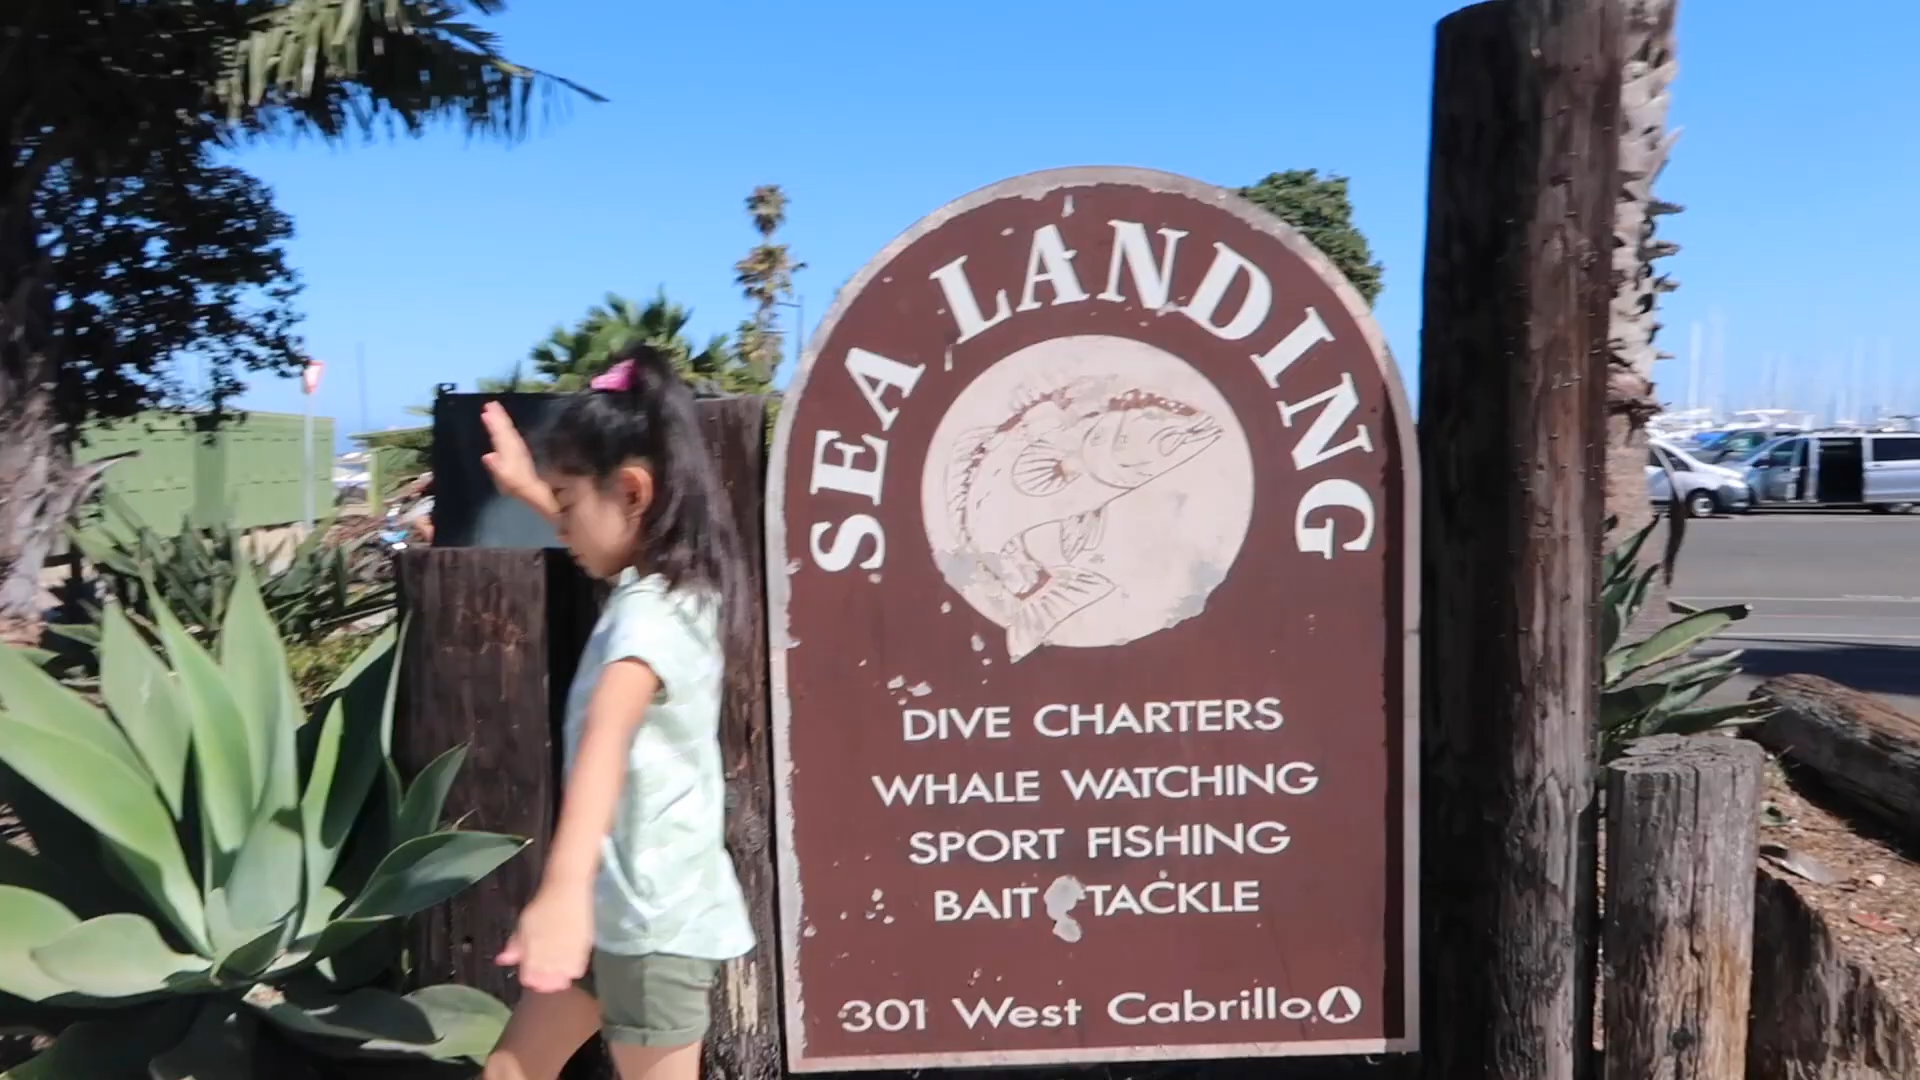 SEA LANDING
DIVE CHARTERS
WHALE WATCHING
SPORT FISHING
BAIT TACKLE
301 West Cabrillo